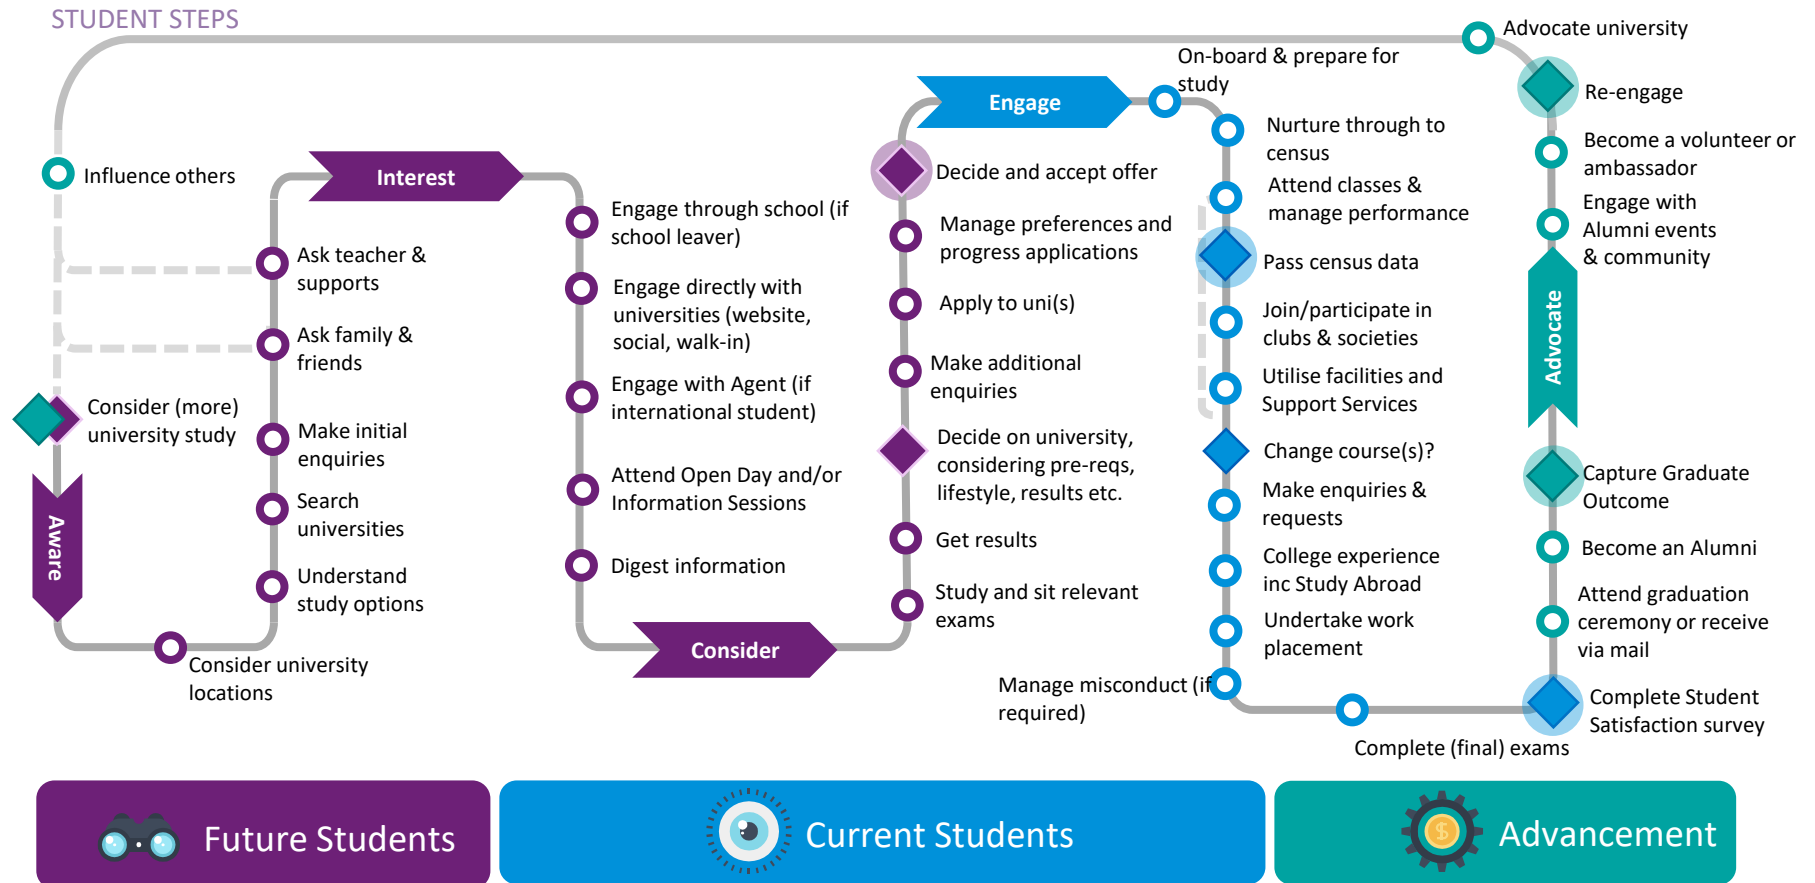 STUDENT STEPS
Influence others
Consider (more)
university study
Aware
Consider university
locations
Understand
study options
Search
universities
Make initial
enquiries
Ask family &
friends
Ask teacher &
supports
Interest
Engage through school (if
school leaver)
Engage directly with
universities (website,
social, walk-in)
Engage with Agent (if
international student)
Attend Open Day and/or
Information Sessions
Digest information
Consider
Study and sit relevant
exams
Get results
Decide on university,
considering pre-reqs,
lifestyle, results etc.
Make additional
enquiries
Apply to uni(s)
Manage preferences and
progress applications
Decide and accept offer
Engage
On-board & prepare for
study
Nurture through to
census
Attend classes &
manage performance
Pass census data
Join/participate in
clubs & societies
Utilise facilities and
Support Services
Change course(s)?
Make enquiries &
requests
College experience
inc Study Abroad
Undertake work
placement
Manage misconduct (if
required)
Complete (final) exams
Complete Student
Satisfaction survey
Attend graduation
ceremony or receive
via mail
Become an Alumni
Capture Graduate
Outcome
Advocate
Engage with
Alumni events
& community
Become a volunteer or
ambassador
Re-engage
Advocate university
Future Students
Current Students
$
Advancement